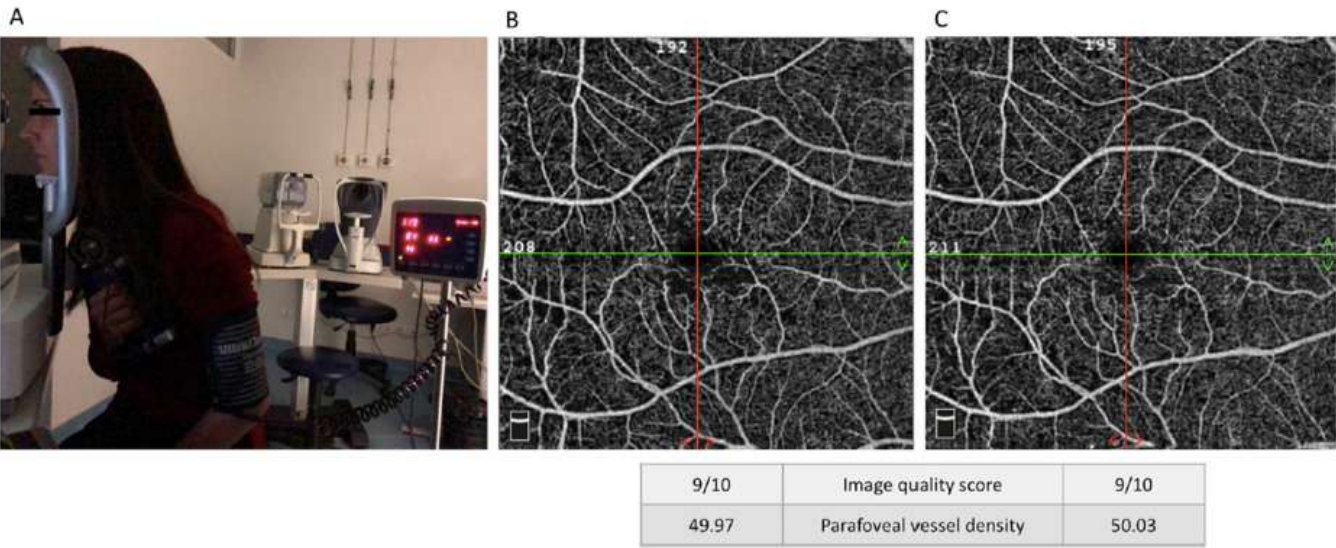 A
B
C
192
208
195
211
9/10 Image quality score 9/10
49.97 Parafoveal vessel density 50.03